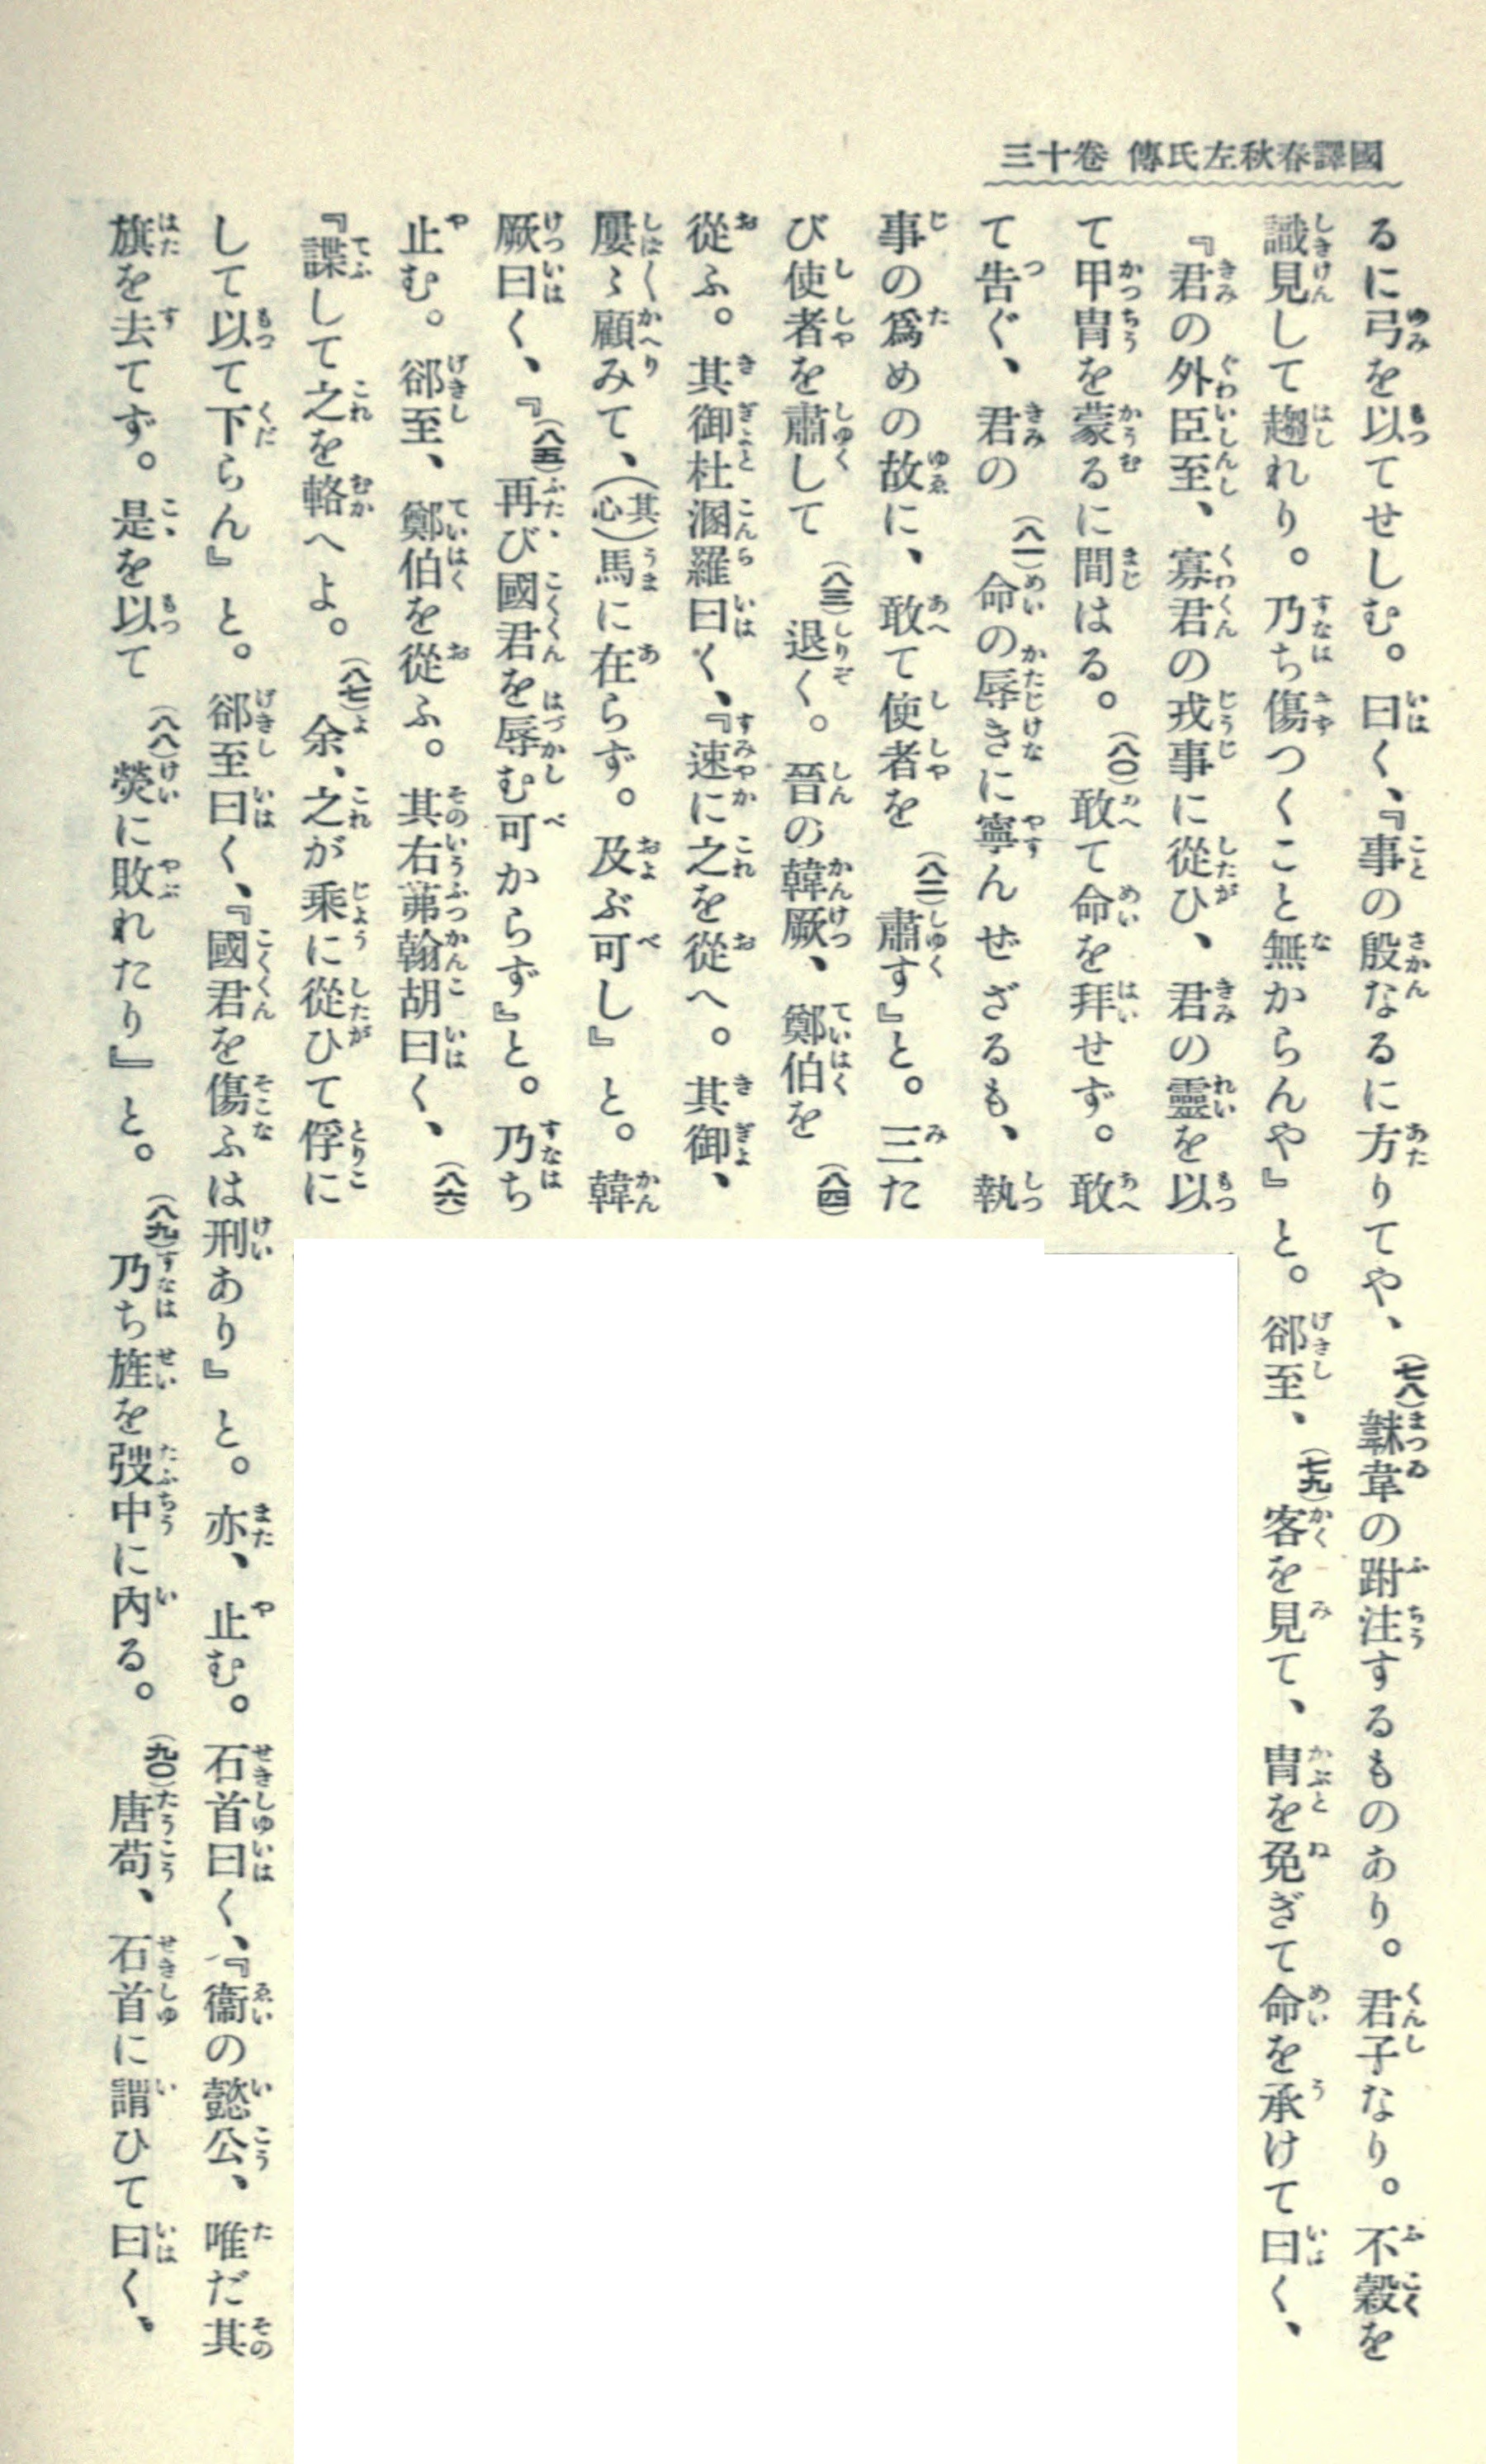 國譯春秋左氏傳 卷十三
るに弓を以てせしむ。曰く、『事の殷なるに方りてや、(七八)韎韋の跗注するものあり。君子なり。不穀を
識見して趨れり。乃ち傷つくこと無からんや』と。郤至、(七九)客を見て、胄を免ぎて命を承けて曰く、
『君の外臣至、寡君の戎事に從ひ、君の靈を以
て甲胄を蒙るに間はる。(八〇)敢て命を拜せず。敢
て告ぐ、君の(八一)命の辱きに寧んぜざるも、執
事の爲めの故に、敢て使者を(八二)肅す』と。三た
び使者を肅して(八三)退く。晉の韓厥、鄭伯を(八四)
從ふ。其御杜溷羅曰く、『速に之を從へ。其御、
屢〻顧みて、(其心)馬に在らず。及ぶ可し』と。韓
厥曰く、『(八五)再び國君を辱む可からず』と。乃ち
止む。郤至、鄭伯を從ふ。其右茀翰胡曰く、(八六)
『諜して之を輅へよ。(八七)余、之が乘に從ひて俘に
して以て下らん』と。郤至曰く、『國君を傷ふは刑あり』と。亦、止む。石首曰く、『衞の懿公、唯だ其
旗を去てず。是を以て(八八)熒に敗れたり』と。(八九)乃ち旌を弢中に內る。(九〇)唐苟、石首に謂ひて曰く、